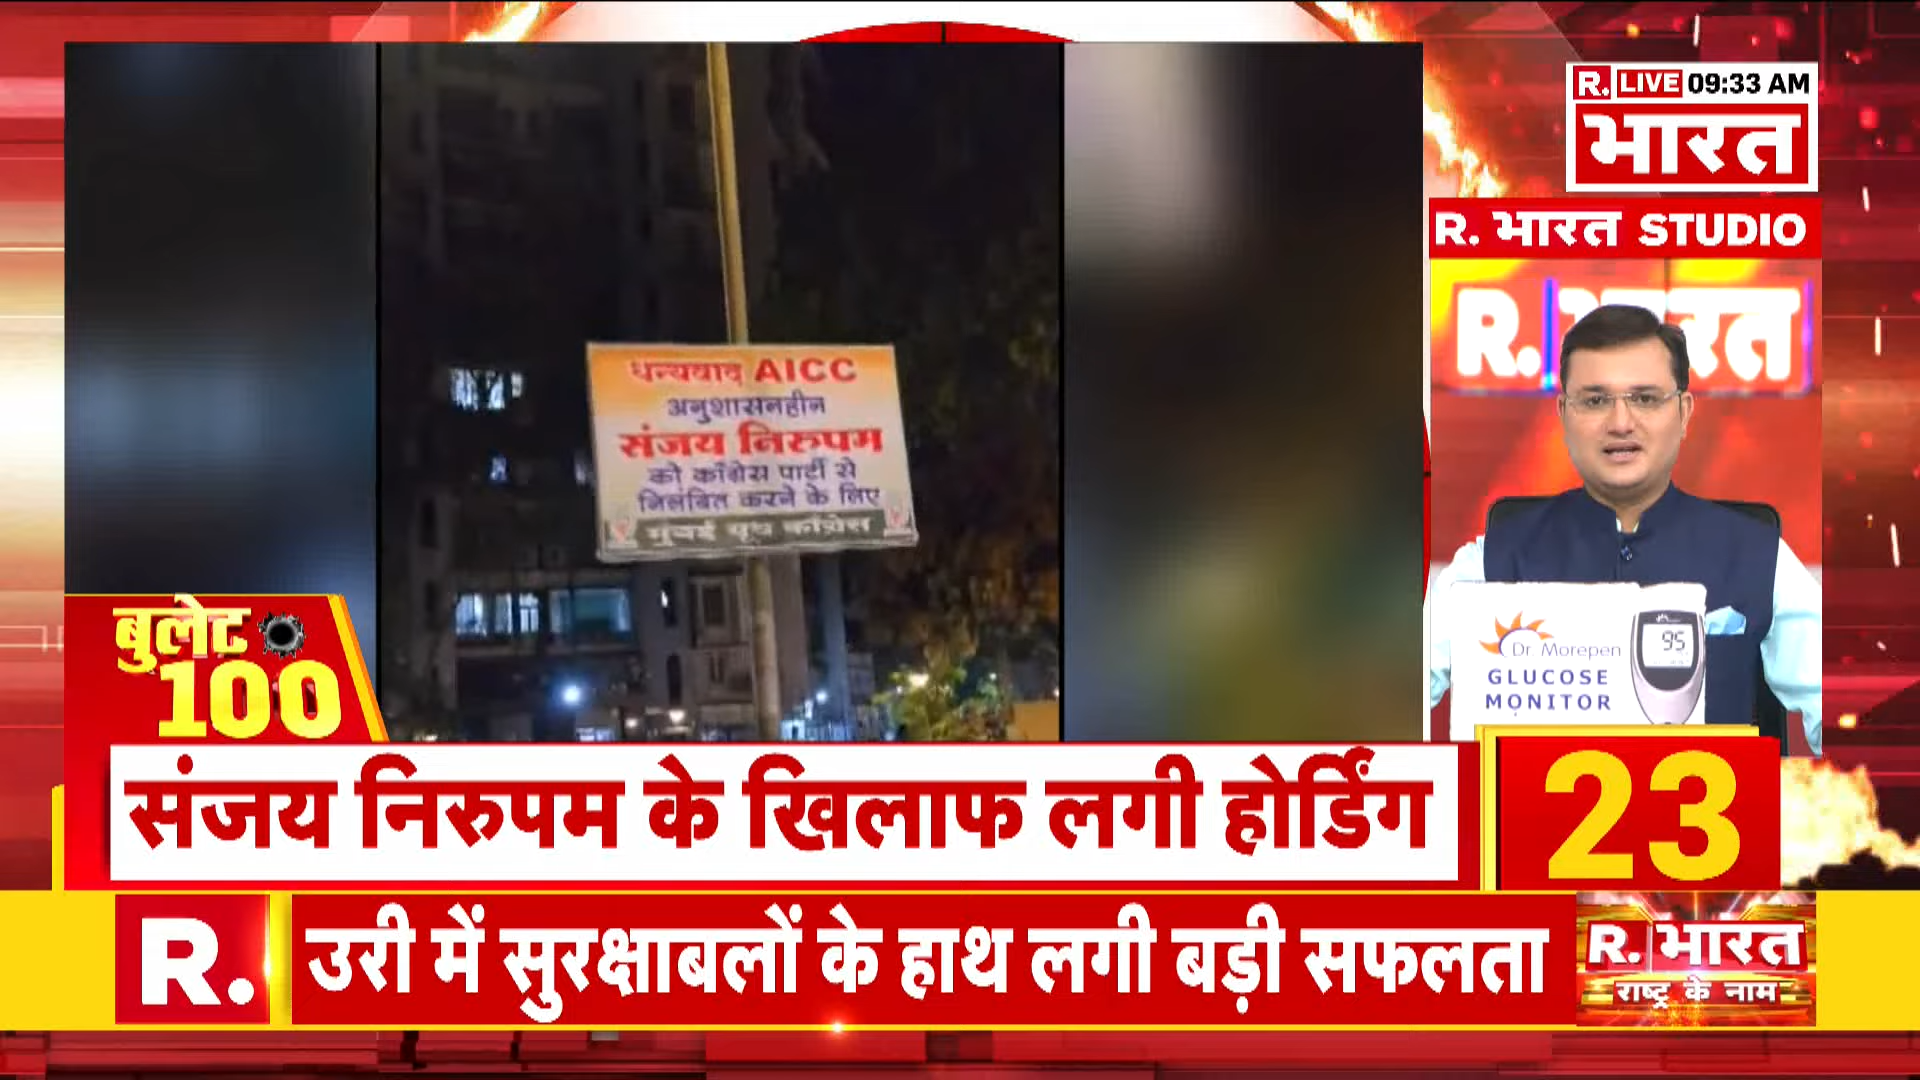 R. LIVE 09:33 AM
भारत
R. भारत STUDIO
धन्यवाद AICC
अनुशासनहीन
संजय निरुपम
को काँग्रेस पार्टी से
निलंबित करने के लिए
मुंबई यूथ काँग्रेस
Dr. Morepen
GLUCOSE
MONITOR
95
बुलेट
100
संजय निरुपम के खिलाफ लगी होर्डिंग
23
R.
उरी में सुरक्षाबलों के हाथ लगी बड़ी सफलता
R. भारत
राष्ट्र के नाम